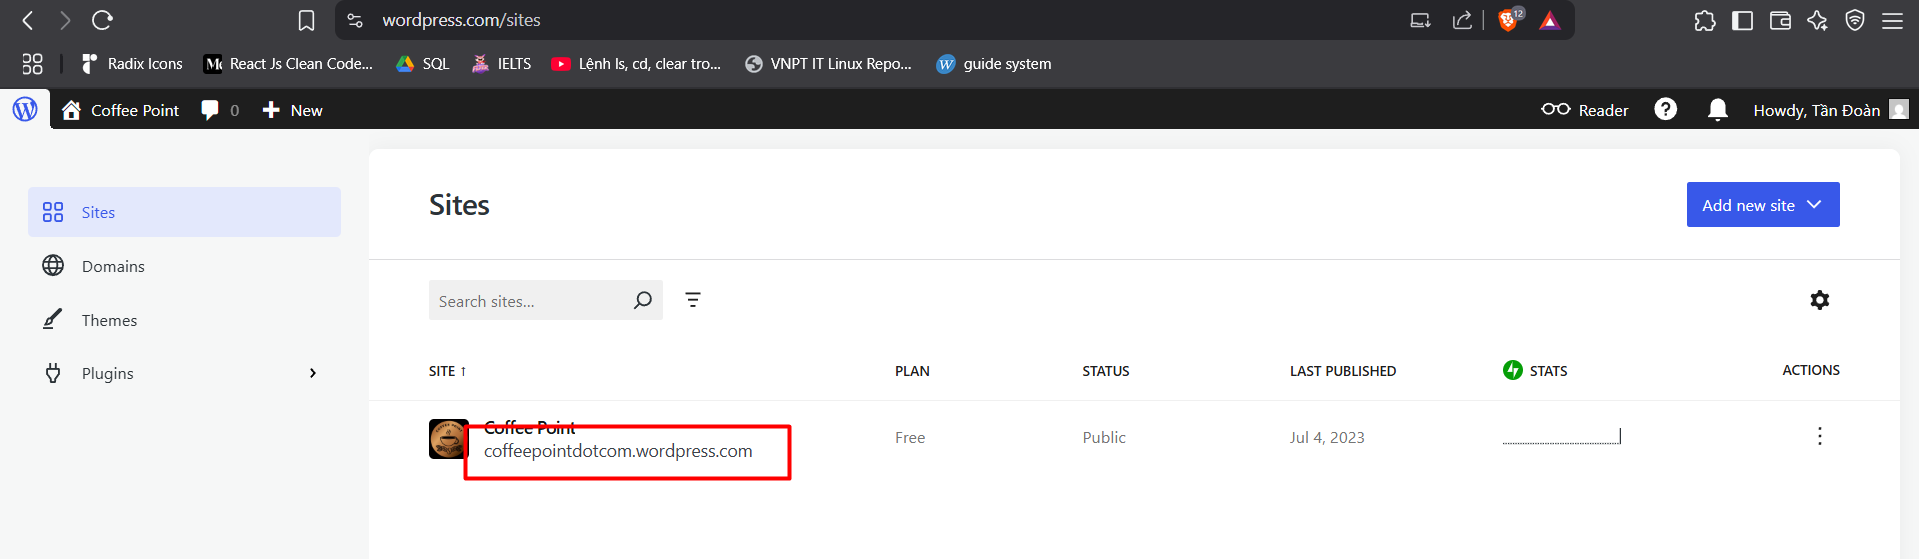 wordpress.com/sites
12
Radix Icons
React Js Clean Code...
SQL
IELTS
Lệnh ls, cd, clear tro...
VNPT IT Linux Repo...
guide system
Coffee Point
0
New
Reader
Howdy, Tần Đoàn
Sites
Domains
Themes
Plugins
Sites
Add new site
Search sites...
SITE ↑
PLAN
STATUS
LAST PUBLISHED
STATS
ACTIONS
Coffee Point
coffeepointdotcom.wordpress.com
Free
Public
Jul 4, 2023